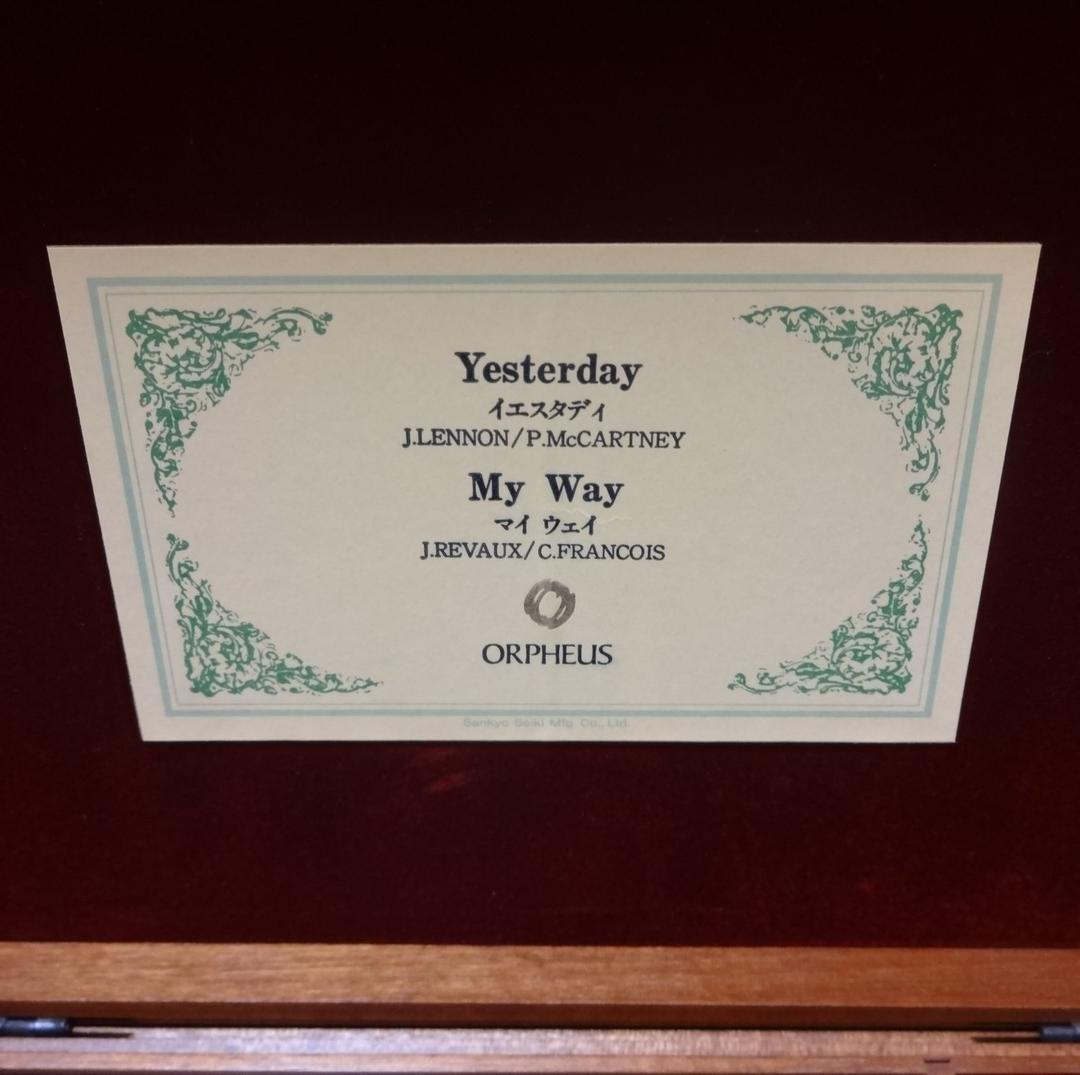 Yesterday
イエスタディ
J.LENNON/P.McCARTNEY
My Way
マイ ウェイ
J.REVAUX/C.FRANCOIS
ORPHEUS
Sankyo Seiki Mfg. Co., Ltd.